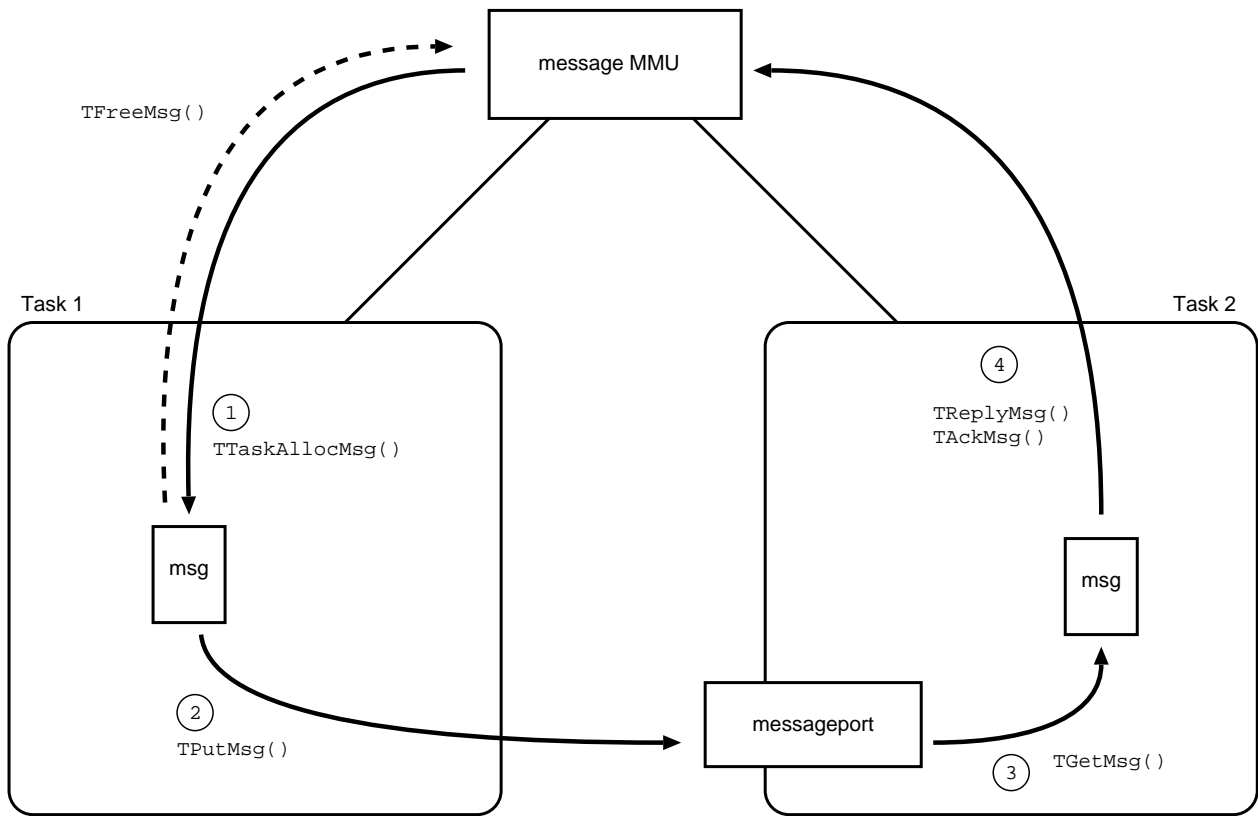 message MMU
TFreeMsg()
Task 1
Task 2
1
TTaskAllocMsg()
4
TReplyMsg()
TAckMsg()
msg
msg
2
TPutMsg()
messageport
3
TGetMsg()